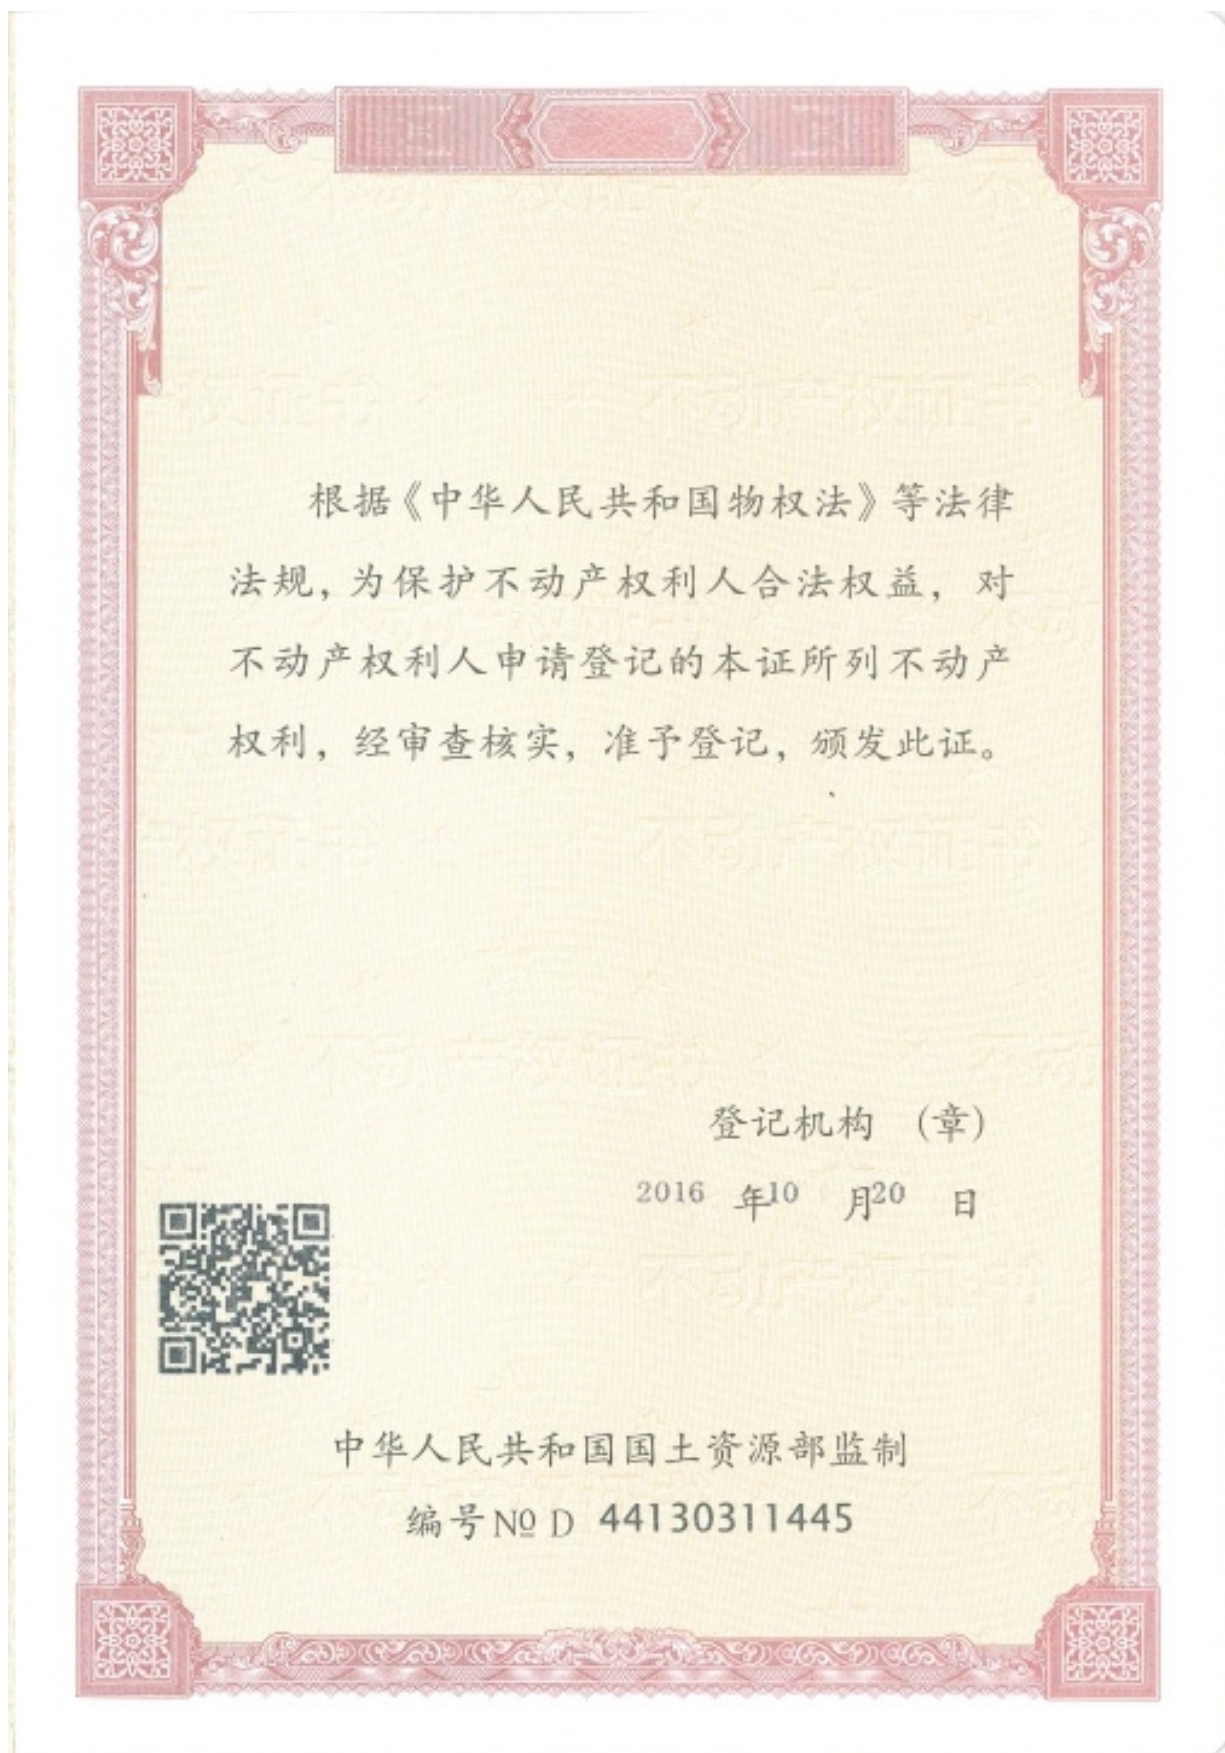 根据《中华人民共和国物权法》等法律
法规，为保护不动产权利人合法权益，对
不动产权利人申请登记的本证所列不动产
权利，经审查核实，准予登记，颁发此证。
登记机构 （章）
2016 年10 月20 日
中华人民共和国国土资源部监制
编号№ D 44130311445